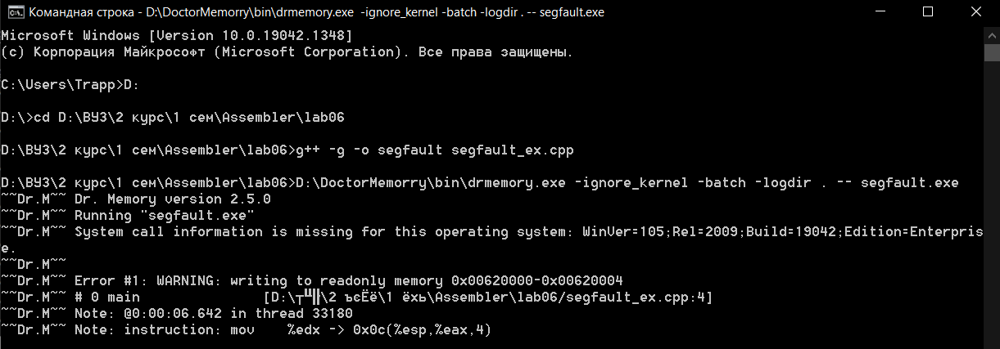 Командная строка - D:\DoctorMemorry\bin\drmemory.exe -ignore_kernel -batch -logdir . -- segfault.exe
Microsoft Windows [Version 10.0.19042.1348]
(c) Корпорация Майкрософт (Microsoft Corporation). Все права защищены.
C:\Users\Trapp>D:
D:\>cd D:\ВУЗ\2 курс\1 сем\Assembler\lab06
D:\ВУЗ\2 курс\1 сем\Assembler\lab06>g++ -g -o segfault segfault_ex.cpp
D:\ВУЗ\2 курс\1 сем\Assembler\lab06>D:\DoctorMemorry\bin\drmemory.exe -ignore_kernel -batch -logdir . -- segfault.exe
~~Dr.M~~ Dr. Memory version 2.5.0
~~Dr.M~~ Running "segfault.exe"
~~Dr.M~~ System call information is missing for this operating system: WinVer=105;Rel=2009;Build=19042;Edition=Enterpris
e.
~~Dr.M~~
~~Dr.M~~ Error #1: WARNING: writing to readonly memory 0x00620000-0x00620004
~~Dr.M~~ # 0 main [D:\┬╙╟\2 ъєЁё\1 ёхь\Assembler\lab06/segfault_ex.cpp:4]
~~Dr.M~~ Note: @0:00:06.642 in thread 33180
~~Dr.M~~ Note: instruction: mov %edx -> 0x0c(%esp,%eax,4)